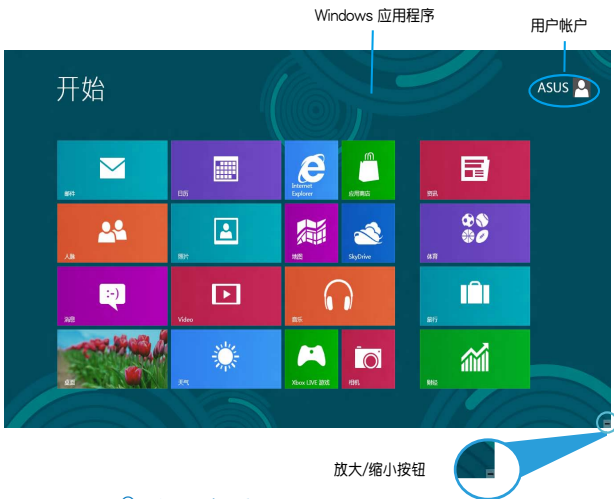 Windows 应用程序
用户帐户
开始
ASUS
邮件
日历
Internet Explorer
应用商店
资讯
人脉
照片
地图
SkyDrive
体育
消息
Video
音乐
旅行
桌面
天气
Xbox LIVE 游戏
相机
财经
放大/缩小按钮